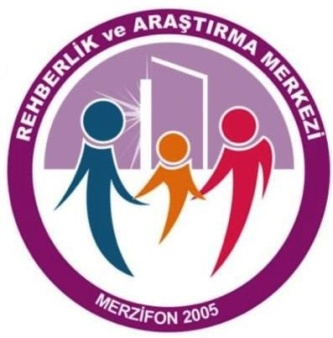 REHBERLİK ve ARAŞTIRMA MERKEZİ
MERZİFON 2005